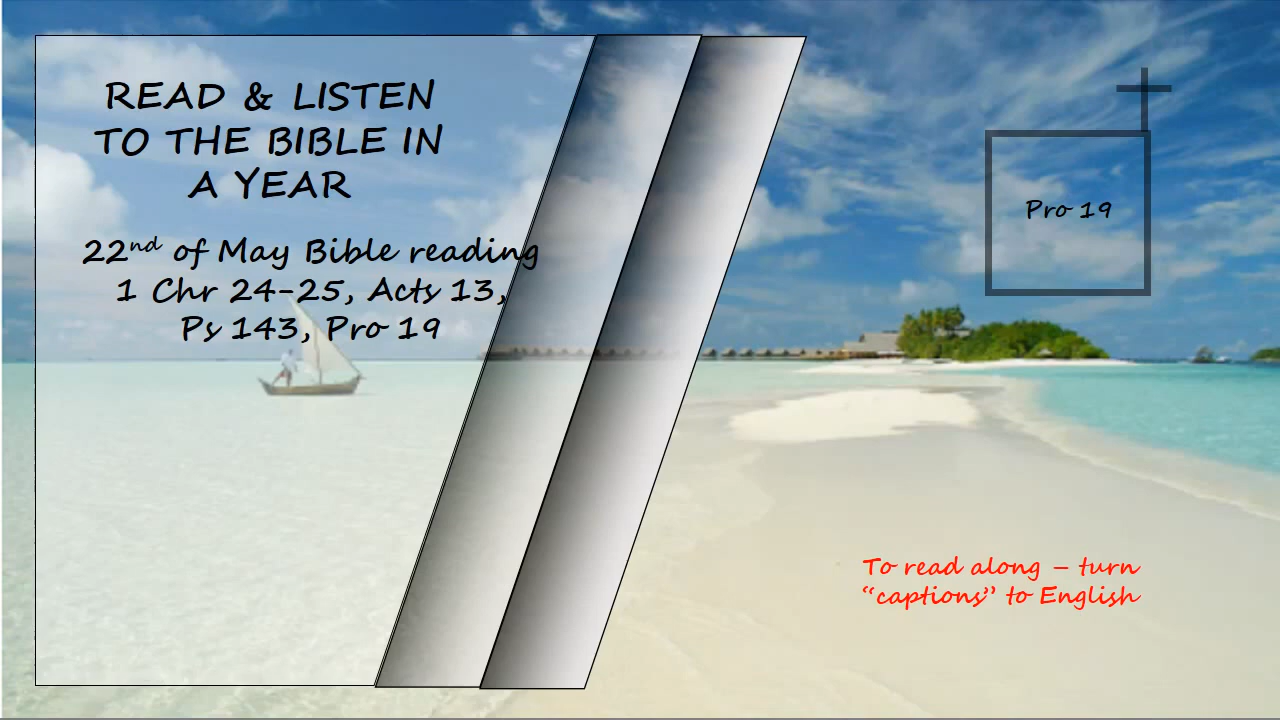 READ & LISTEN
TO THE BIBLE IN
A YEAR
22nd of May Bible reading
1 Chr 24-25, Acts 13,
Ps 143, Pro 19
Pro 19
To read along – turn
“captions” to English